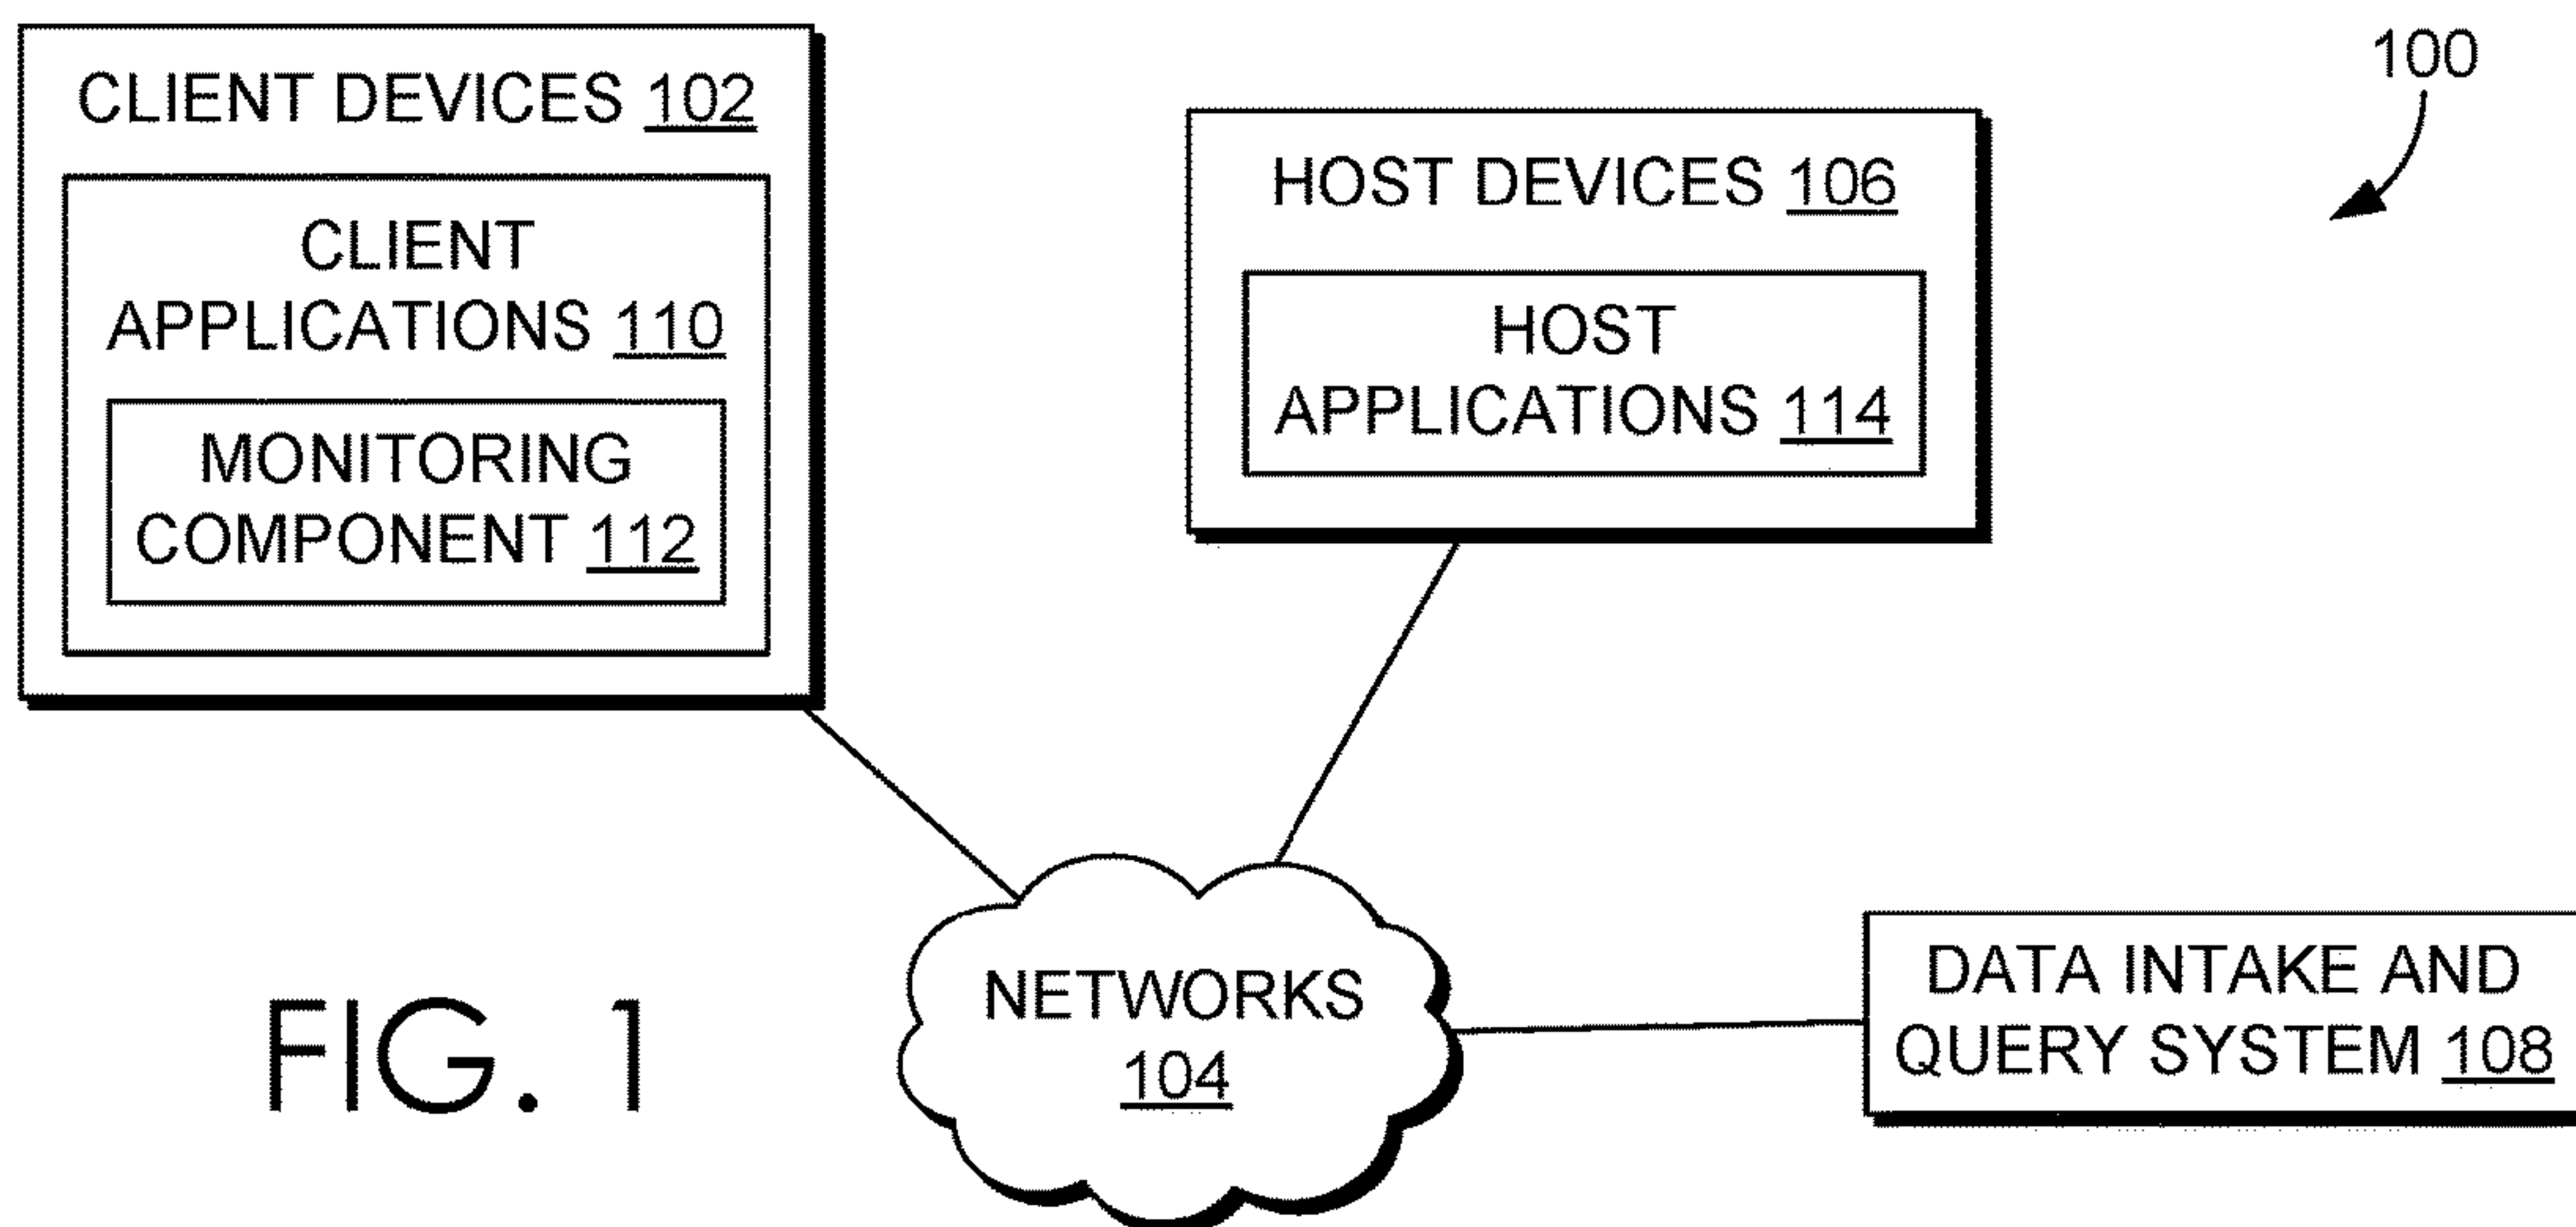 CLIENT DEVICES 102
CLIENT
APPLICATIONS 110
MONITORING
COMPONENT 112
HOST DEVICES 106
HOST
APPLICATIONS 114
100
NETWORKS
104
DATA INTAKE AND
QUERY SYSTEM 108
FIG. 1